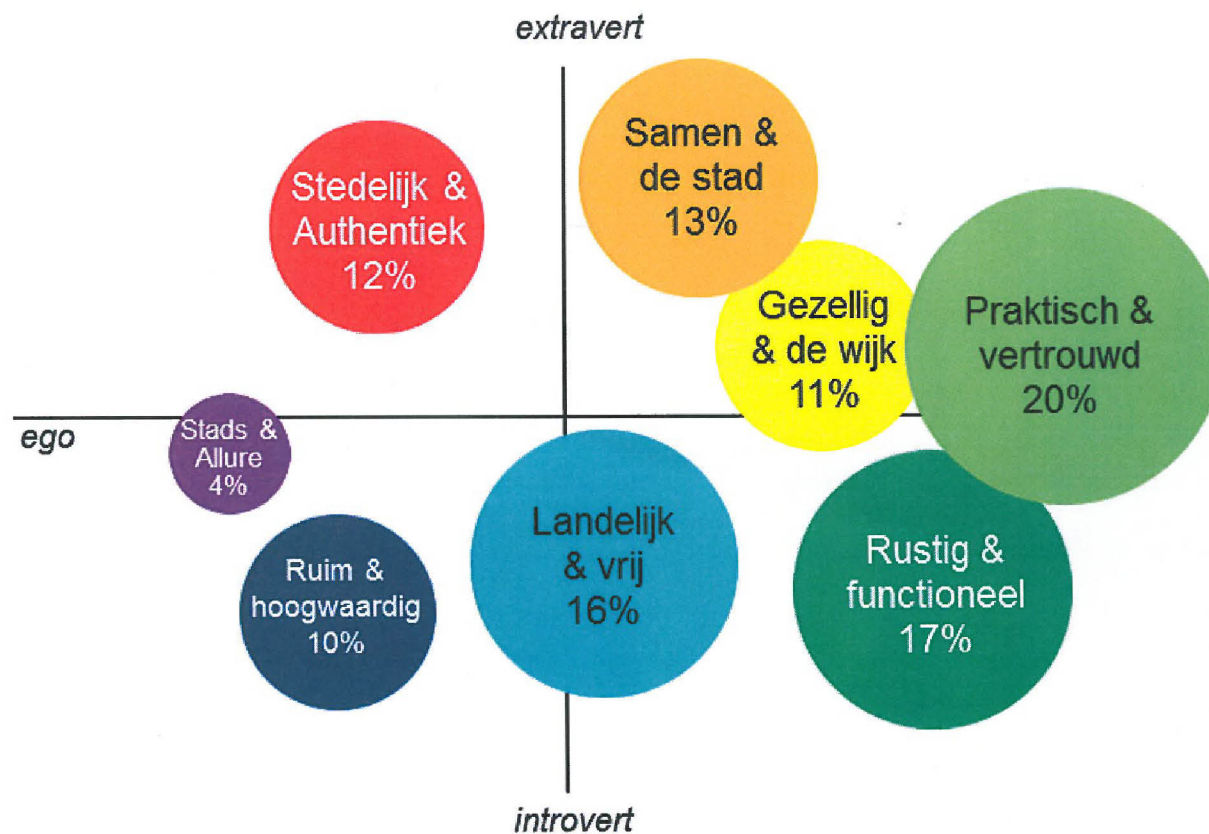 extravert
Samen &
de stad
13%
Stedelijk &
Authentiek
12%
Gezellig
& de wijk
11%
Praktisch &
vertrouwd
20%
ego
Stads &
Allure
4%
Landelijk
& vrij
16%
Rustig &
functioneel
17%
Ruim &
hoogwaardig
10%
introvert